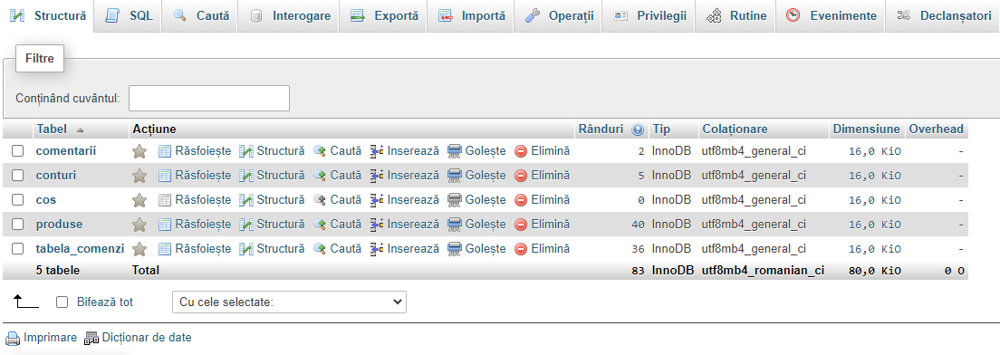 Structură SQL Caută Interogare Exportă Importă Operații Privilegii Rutine Evenimente Declanșatori
Filtre
Conținând cuvântul:
Tabel Acțiune Rânduri Tip Colaționare Dimensiune Overhead
comentarii Răsfoiește Structură Caută Inserează Golește Elimină 2 InnoDB utf8mb4_general_ci 16,0 KiO -
conturi Răsfoiește Structură Caută Inserează Golește Elimină 5 InnoDB utf8mb4_general_ci 16,0 KiO -
cos Răsfoiește Structură Caută Inserează Golește Elimină 0 InnoDB utf8mb4_general_ci 16,0 KiO -
produse Răsfoiește Structură Caută Inserează Golește Elimină 40 InnoDB utf8mb4_general_ci 16,0 KiO -
tabela_comenzi Răsfoiește Structură Caută Inserează Golește Elimină 36 InnoDB utf8mb4_general_ci 16,0 KiO -
5 tabele Total 83 InnoDB utf8mb4_romanian_ci 80,0 KiO 0 O
Bifează tot Cu cele selectate:
Imprimare Dicționar de date